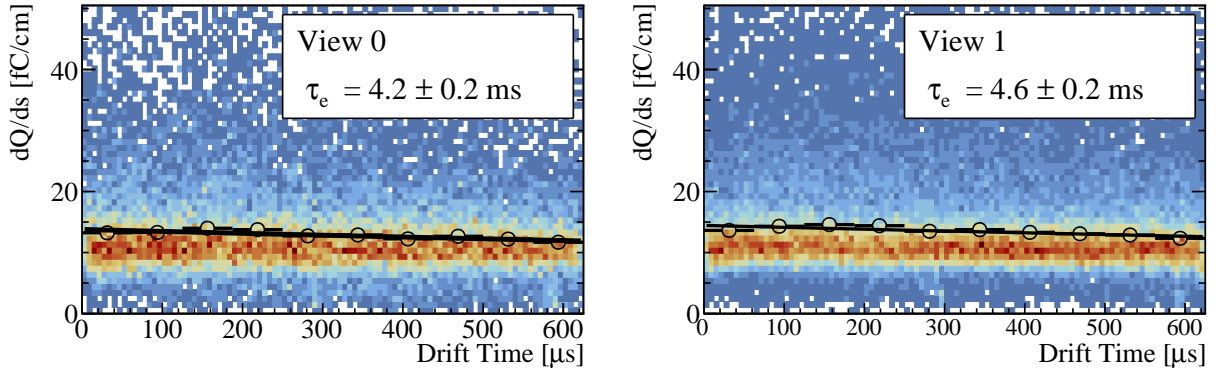 dQ/ds [fC/cm]
40
20
0
View 0
τe = 4.2 ± 0.2 ms
0 100 200 300 400 500 600
Drift Time [μs]
dQ/ds [fC/cm]
40
20
0
View 1
τe = 4.6 ± 0.2 ms
0 100 200 300 400 500 600
Drift Time [μs]